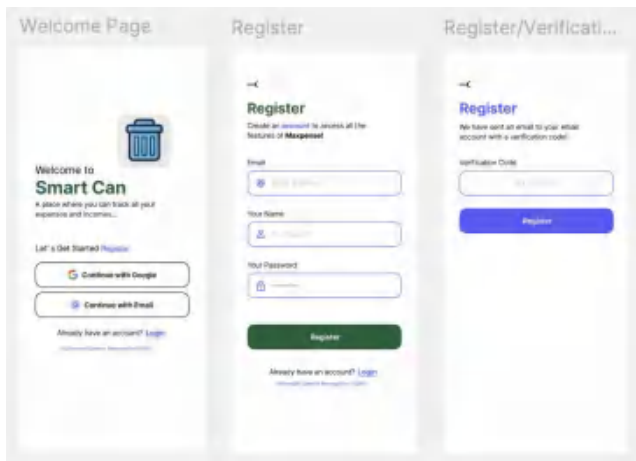 Welcome Page
Welcome to
Smart Can
A place where you can track all your
expenses and incomes...
Let's Get Started Register
Continue with Google
Continue with Email
Already have an account? Login
Register
Register
Create an account to access all the
features of Maxpense!
Email
Your Name
Your Password
Register
Already have an account? Login
Register/Verificati...
Register
We have sent an email to your email
account with a verification code!
Verification Code
Register